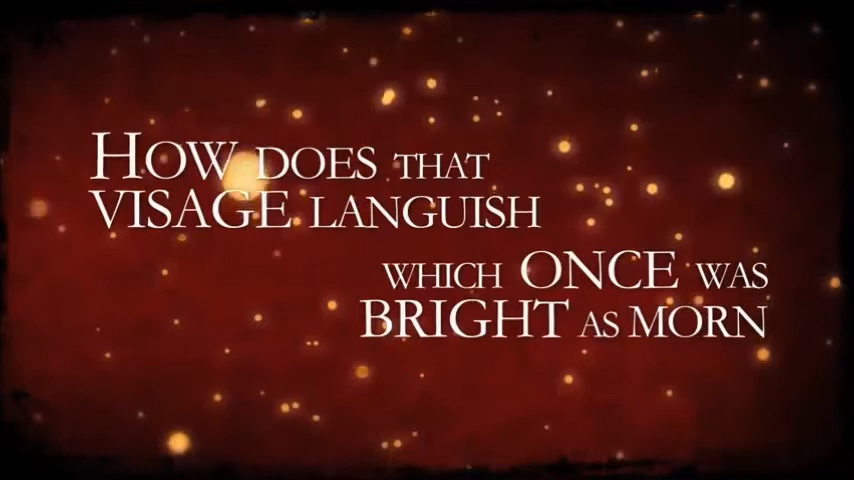 HOW DOES THAT
VISAGE LANGUISH
WHICH ONCE WAS
BRIGHT AS MORN